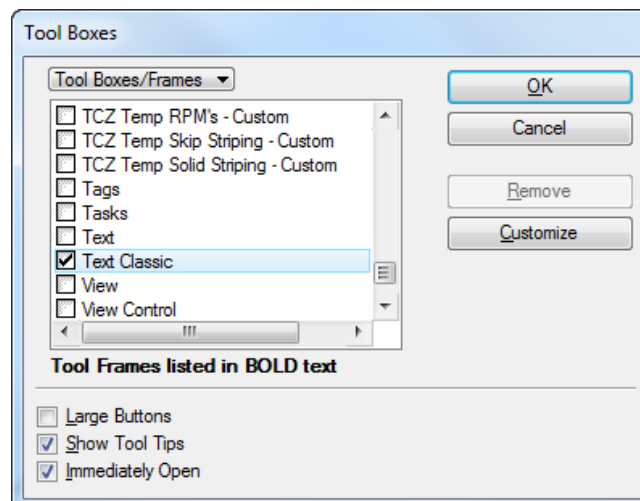 Tool Boxes
Tool Boxes/Frames
TCZ Temp RPM's - Custom
TCZ Temp Skip Striping - Custom
TCZ Temp Solid Striping - Custom
Tags
Tasks
Text
Text Classic
View
View Control
Tool Frames listed in BOLD text
Large Buttons
Show Tool Tips
Immediately Open
OK
Cancel
Remove
Customize